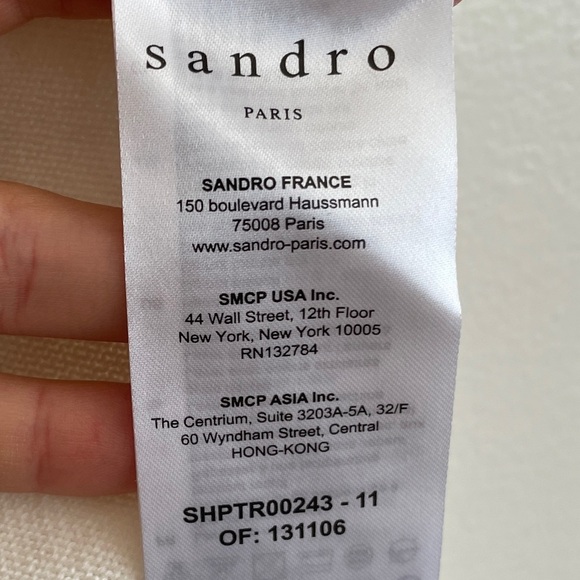 sandro
PARIS
SANDRO FRANCE
150 boulevard Haussmann
75008 Paris
www.sandro-paris.com
SMCP USA Inc.
44 Wall Street, 12th Floor
New York, New York 10005
RN132784
SMCP ASIA Inc.
The Centrium, Suite 3203A-5A, 32/F
60 Wyndham Street, Central
HONG-KONG
SHPTR00243 - 11
OF: 131106